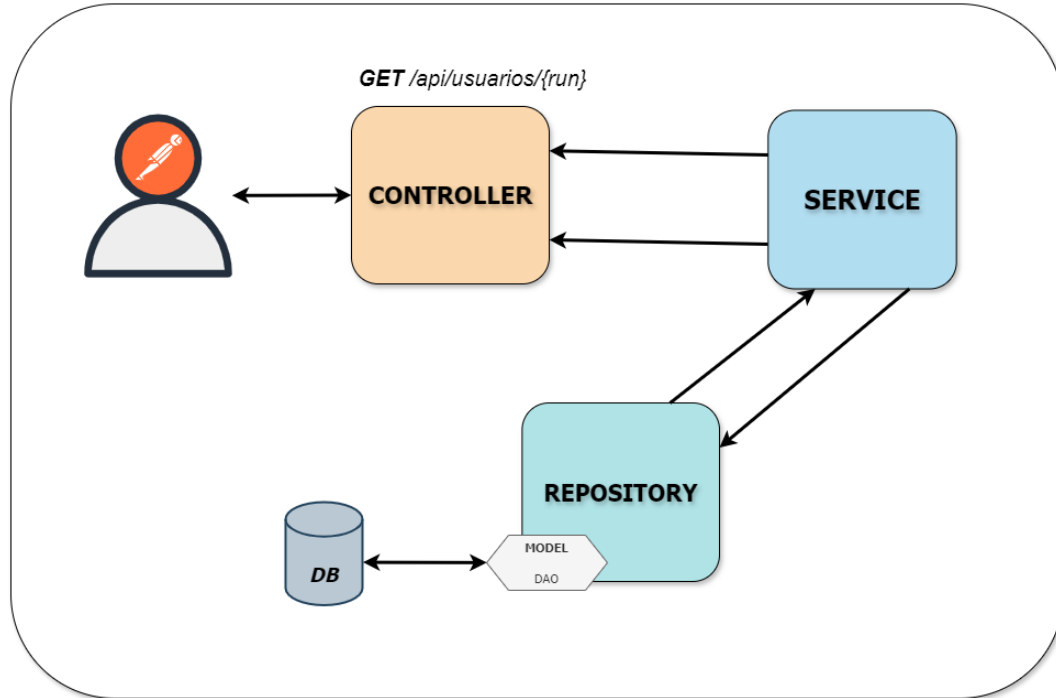 GET /api/usuarios/{run}
CONTROLLER
SERVICE
REPOSITORY
MODEL
DAO
DB